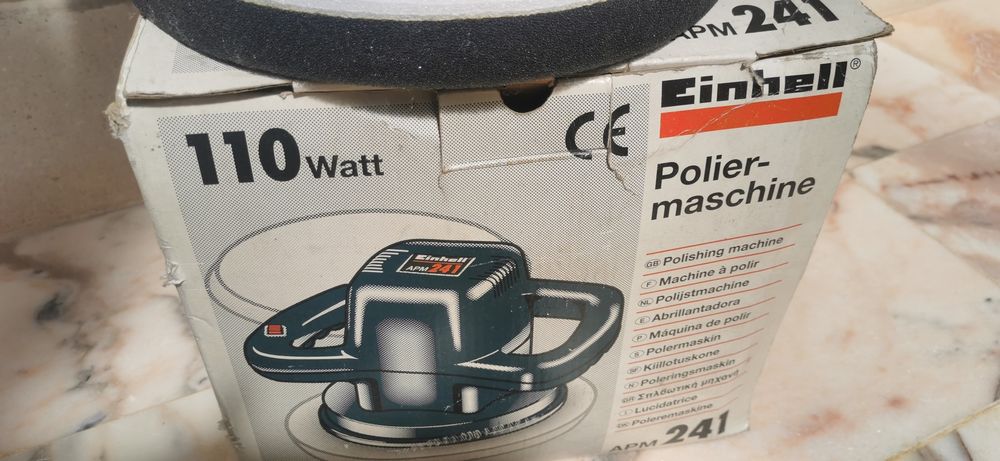 APM 241
Einhell®
110 Watt
CE
Polier-
maschine
GB Polishing machine
F Machine à polir
NL Polijstmachine
E Abrillantadora
P Máquina de polir
S Polermaskin
SF Kiillotuskone
N Poleringsmaskin
GR Στιλβωτική μηχανή
I Lucidatrice
DK Poleremaskine
APM 241
Einhell
APM 241